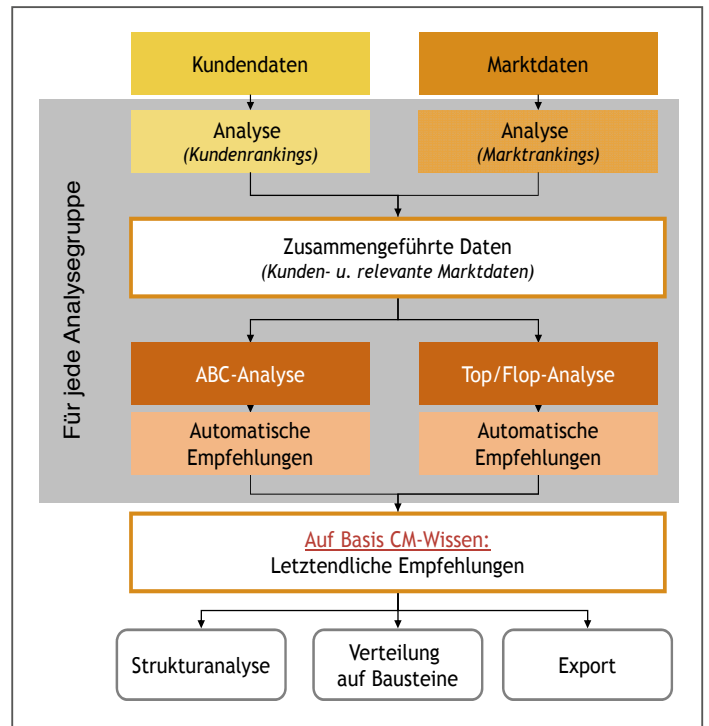 Kundendaten
Marktdaten
Für jede Analysegruppe
Analyse
(Kundenrankings)
Analyse
(Marktrankings)
Zusammengeführte Daten
(Kunden- u. relevante Marktdaten)
ABC-Analyse
Top/Flop-Analyse
Automatische
Empfehlungen
Automatische
Empfehlungen
Auf Basis CM-Wissen:
Letztendliche Empfehlungen
Strukturanalyse
Verteilung
auf Bausteine
Export